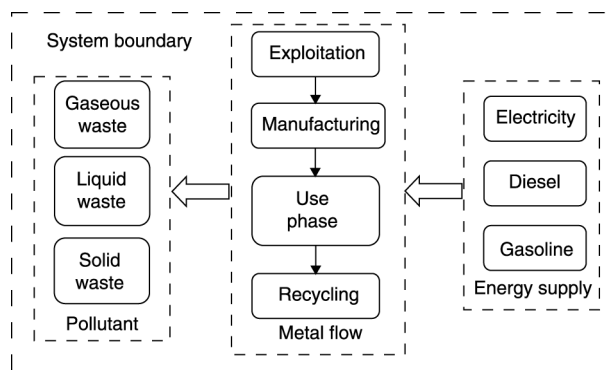 System boundary
Gaseous
waste
Liquid
waste
Solid
waste
Pollutant
Exploitation
Manufacturing
Use
phase
Recycling
Metal flow
Electricity
Diesel
Gasoline
Energy supply